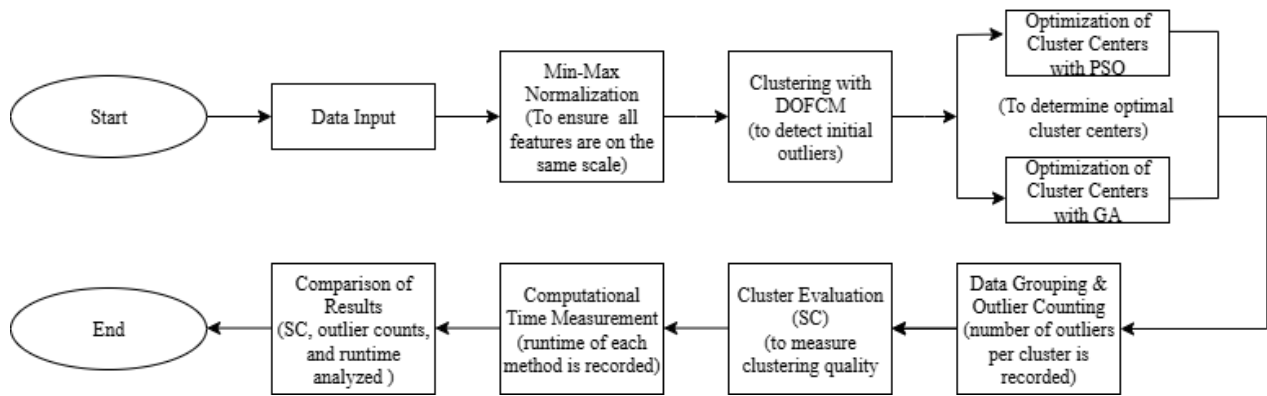 Start
Data Input
Min-Max
Normalization
(To ensure all
features are on the
same scale)
Clustering with
DOFCM
(to detect initial
outliers)
Optimization of
Cluster Centers
with PSO
(To determine optimal
cluster centers)
Optimization of
Cluster Centers
with GA
Data Grouping &
Outlier Counting
(number of outliers
per cluster is
recorded)
Cluster Evaluation
(SC)
(to measure
clustering quality
Computational
Time Measurement
(runtime of each
method is recorded)
Comparison of
Results
(SC, outlier counts,
and runtime
analyzed )
End